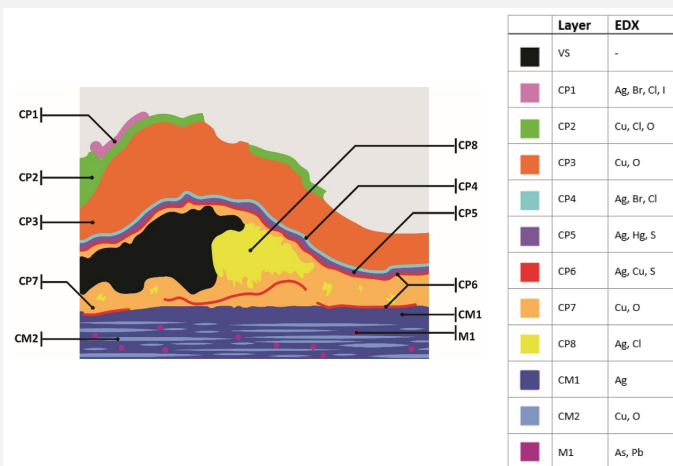 CP1
CP2
CP3
CP7
CM2
CP8
CP4
CP5
CP6
CM1
M1
Layer EDX
VS -
CP1 Ag, Br, Cl, I
CP2 Cu, Cl, O
CP3 Cu, O
CP4 Ag, Br, Cl
CP5 Ag, Hg, S
CP6 Ag, Cu, S
CP7 Cu, O
CP8 Ag, Cl
CM1 Ag
CM2 Cu, O
M1 As, Pb